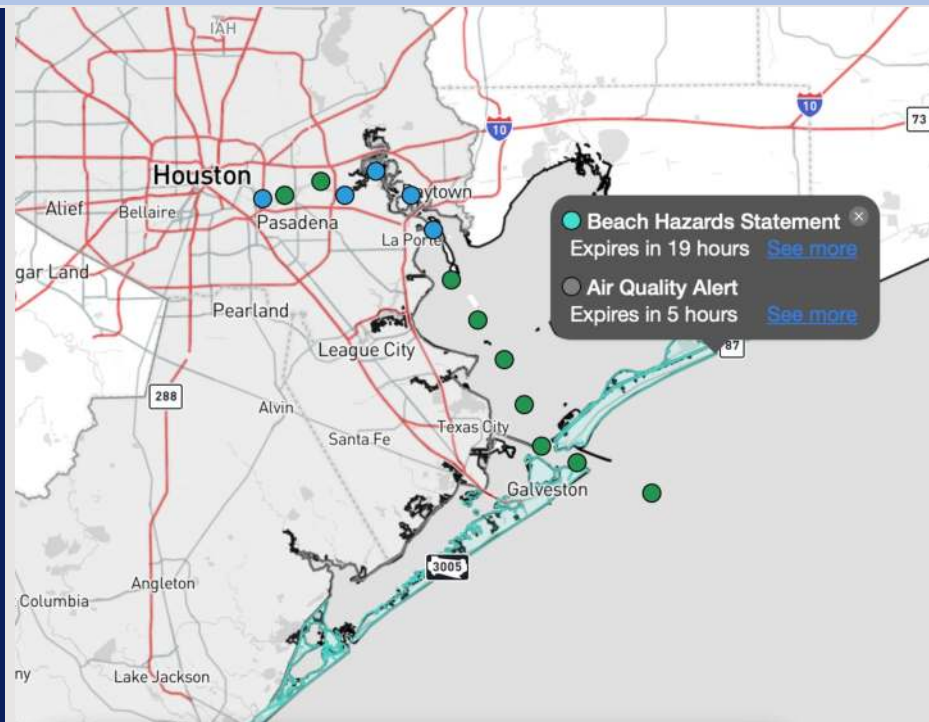 IAH
10
10
73
Houston
Baytown
Alief
Bellaire
Pasadena
La Porte
Beach Hazards Statement
Expires in 19 hours See more
Air Quality Alert
Expires in 5 hours See more
gar Land
Pearland
League City
87
288
Alvin
Santa Fe
Texas City
Galveston
3005
Angleton
Columbia
ny
Lake Jackson